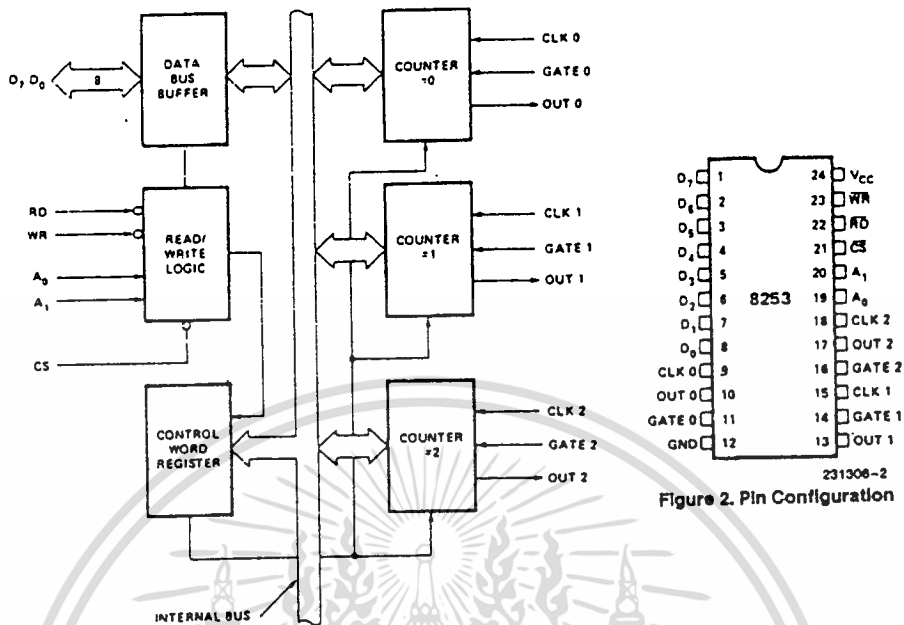 DATA
BUS
BUFFER
D7 D0
8
READ/
WRITE
LOGIC
RD
WR
A0
A1
CS
CONTROL
WORD
REGISTER
INTERNAL BUS
COUNTER
=0
CLK 0
GATE 0
OUT 0
COUNTER
=1
CLK 1
GATE 1
OUT 1
COUNTER
=2
CLK 2
GATE 2
OUT 2
8253
D7 1
D6 2
D5 3
D4 4
D3 5
D2 6
D1 7
D0 8
CLK 0 9
OUT 0 10
GATE 0 11
GND 12
24 VCC
23 WR
22 RD
21 CS
20 A1
19 A0
18 CLK 2
17 OUT 2
16 GATE 2
15 CLK 1
14 GATE 1
13 OUT 1
231306-2
Figure 2. Pin Configuration